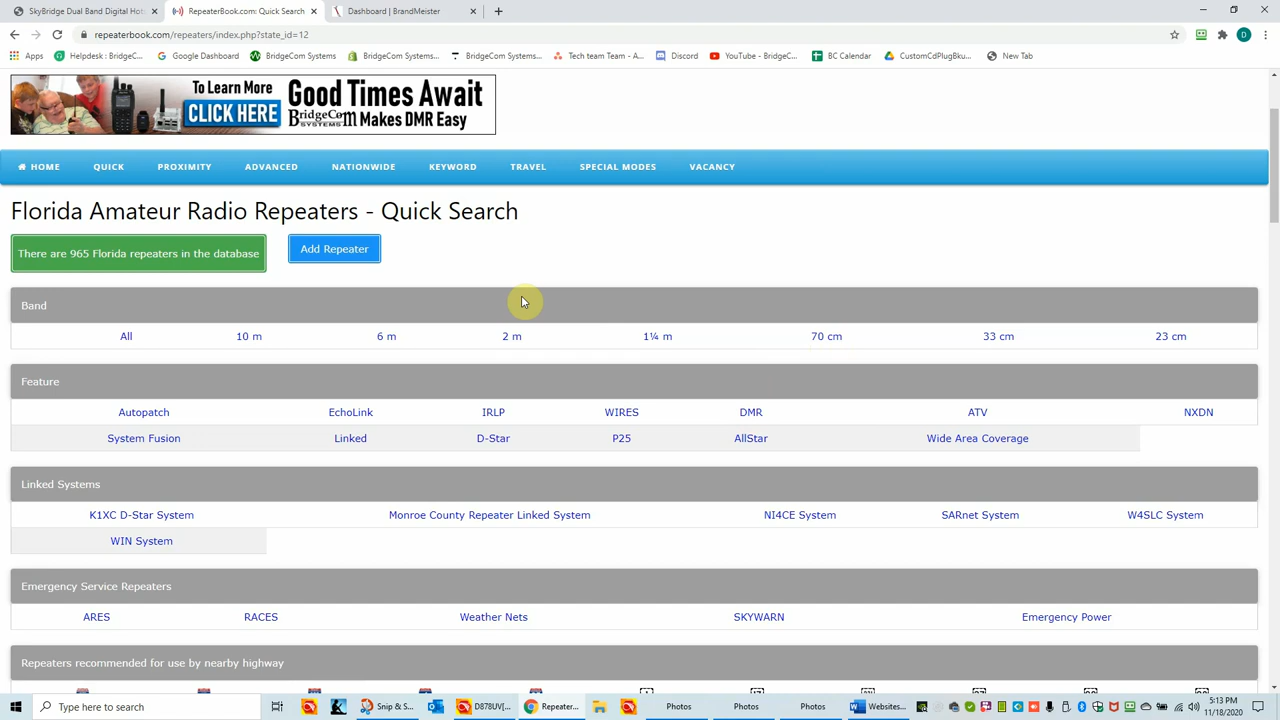 SkyBridge Dual Band Digital Hot
RepeaterBook.com: Quick Search
Dashboard | BrandMeister
repeaterbook.com/repeaters/index.php?state_id=12
D
Apps
Helpdesk : BridgeC...
Google Dashboard
BridgeCom Systems
BridgeCom Systems...
BridgeCom Systems...
Tech team Team - A...
Discord
YouTube - BridgeC...
BC Calendar
CustomCdPlgBku...
New Tab
To Learn More
CLICK HERE
Good Times Await
BridgeCom SYSTEMS Makes DMR Easy
HOME QUICK PROXIMITY ADVANCED NATIONWIDE KEYWORD TRAVEL SPECIAL MODES VACANCY
Florida Amateur Radio Repeaters - Quick Search
There are 965 Florida repeaters in the database
Add Repeater
Band
All 10 m 6 m 2 m 1¼ m 70 cm 33 cm 23 cm
Feature
Autopatch EchoLink IRLP WIRES DMR ATV NXDN
System Fusion Linked D-Star P25 AllStar Wide Area Coverage
Linked Systems
K1XC D-Star System Monroe County Repeater Linked System NI4CE System SARnet System W4SLC System
WIN System
Emergency Service Repeaters
ARES RACES Weather Nets SKYWARN Emergency Power
Repeaters recommended for use by nearby highway
Type here to search
Snip & S...
D878UV[...
Repeater...
Photos
Photos
Photos
Websites...
5:13 PM
11/18/2020